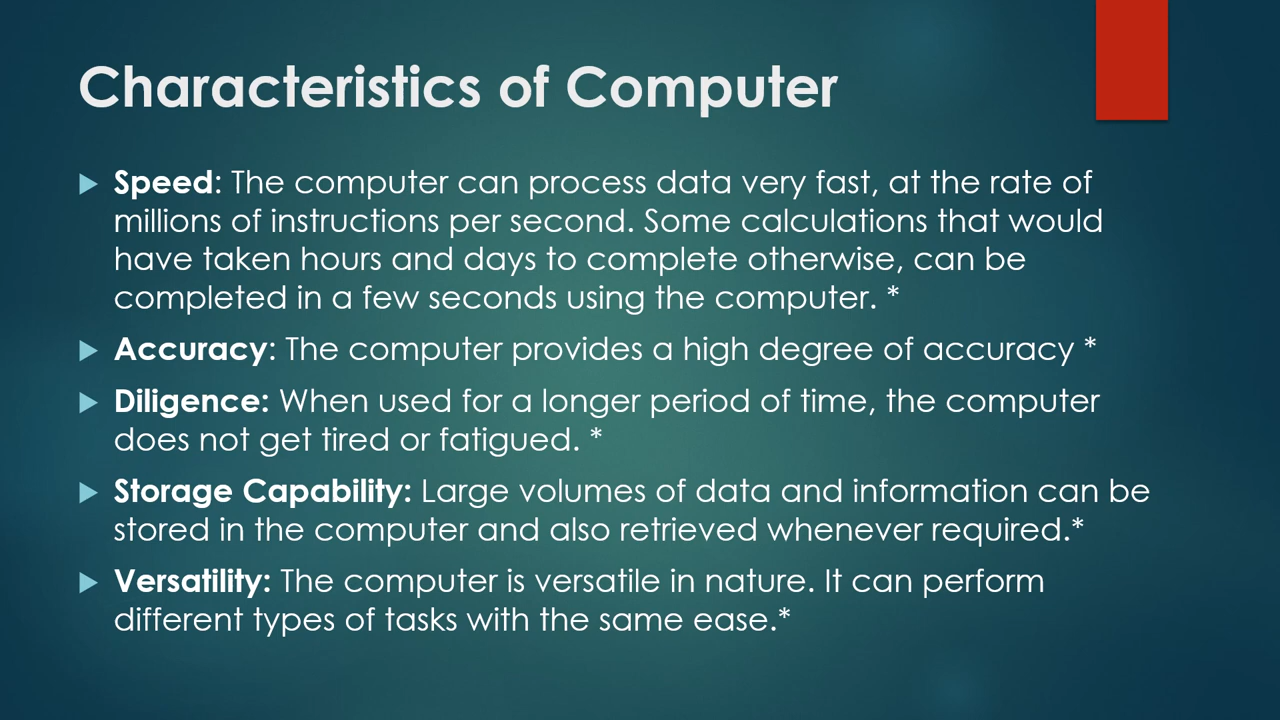 Characteristics of Computer
Speed: The computer can process data very fast, at the rate of
millions of instructions per second. Some calculations that would
have taken hours and days to complete otherwise, can be
completed in a few seconds using the computer. *
Accuracy: The computer provides a high degree of accuracy *
Diligence: When used for a longer period of time, the computer
does not get tired or fatigued. *
Storage Capability: Large volumes of data and information can be
stored in the computer and also retrieved whenever required.*
Versatility: The computer is versatile in nature. It can perform
different types of tasks with the same ease.*